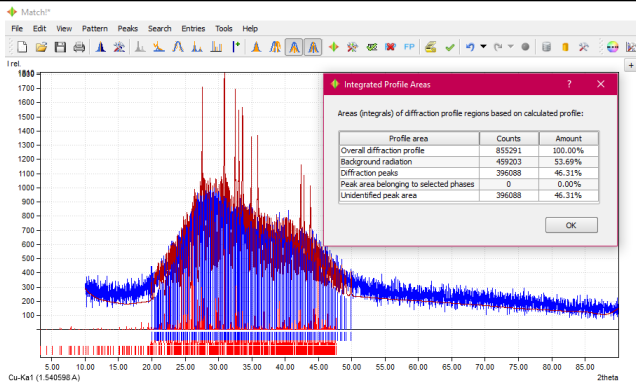 Match!*
File Edit View Pattern Peaks Search Entries Tools Help
FP
I rel.
1700
1600
1500
1400
1300
1200
1100
1000
900
800
700
600
500
400
300
200
100
Integrated Profile Areas ? X
Areas (integrals) of diffraction profile regions based on calculated profile:
Profile area Counts Amount
Overall diffraction profile 855291 100.00%
Background radiation 459203 53.69%
Diffraction peaks 396088 46.31%
Peak area belonging to selected phases 0 0.00%
Unidentified peak area 396088 46.31%
OK
5.00 10.00 15.00 20.00 25.00 30.00 35.00 40.00 45.00 50.00 55.00 60.00 65.00 70.00 75.00 80.00 85.00
Cu-Ka1 (1.540598 A) 2theta